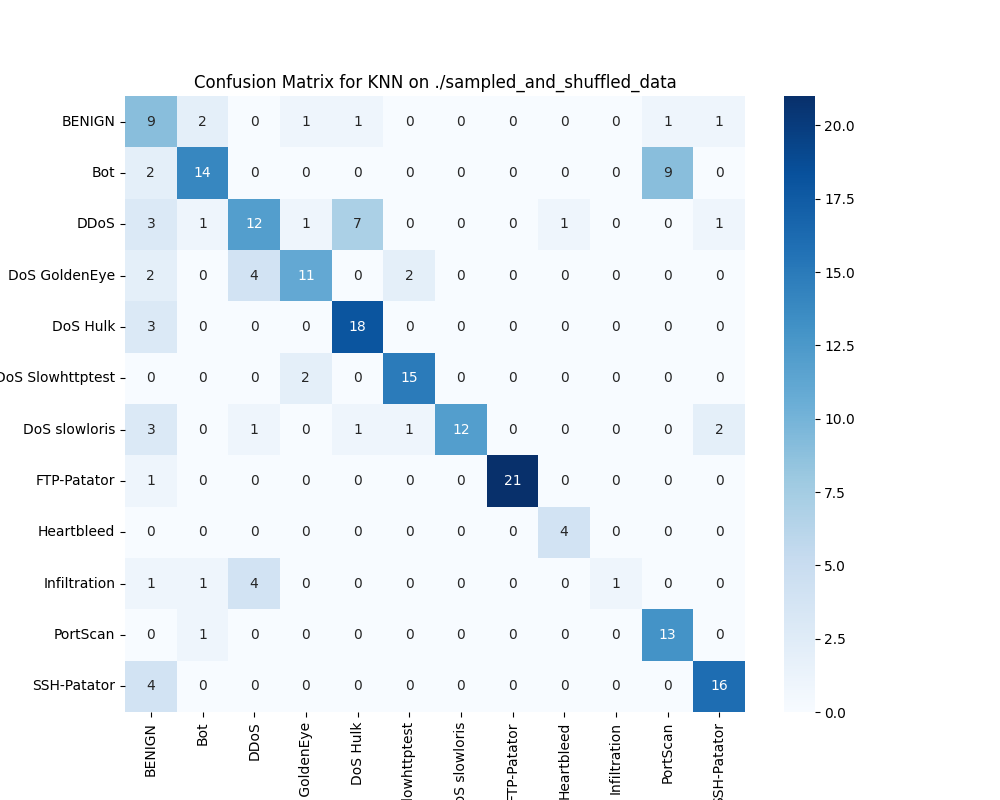 Confusion Matrix for KNN on ./sampled_and_shuffled_data
BENIGN 9 2 0 1 1 0 0 0 0 0 1 1
Bot 2 14 0 0 0 0 0 0 0 0 9 0
DDoS 3 1 12 1 7 0 0 0 1 0 0 1
DoS GoldenEye 2 0 4 11 0 2 0 0 0 0 0 0
DoS Hulk 3 0 0 0 18 0 0 0 0 0 0 0
DoS Slowhttptest 0 0 0 2 0 15 0 0 0 0 0 0
DoS slowloris 3 0 1 0 1 1 12 0 0 0 0 2
FTP-Patator 1 0 0 0 0 0 0 21 0 0 0 0
Heartbleed 0 0 0 0 0 0 0 0 4 0 0 0
Infiltration 1 1 4 0 0 0 0 0 0 1 0 0
PortScan 0 1 0 0 0 0 0 0 0 0 13 0
SSH-Patator 4 0 0 0 0 0 0 0 0 0 0 16
BENIGN
Bot
DDoS
GoldenEye
DoS Hulk
lowhttptest
oS slowloris
FTP-Patator
Heartbleed
Infiltration
PortScan
SSH-Patator
20.0
17.5
15.0
12.5
10.0
7.5
5.0
2.5
0.0